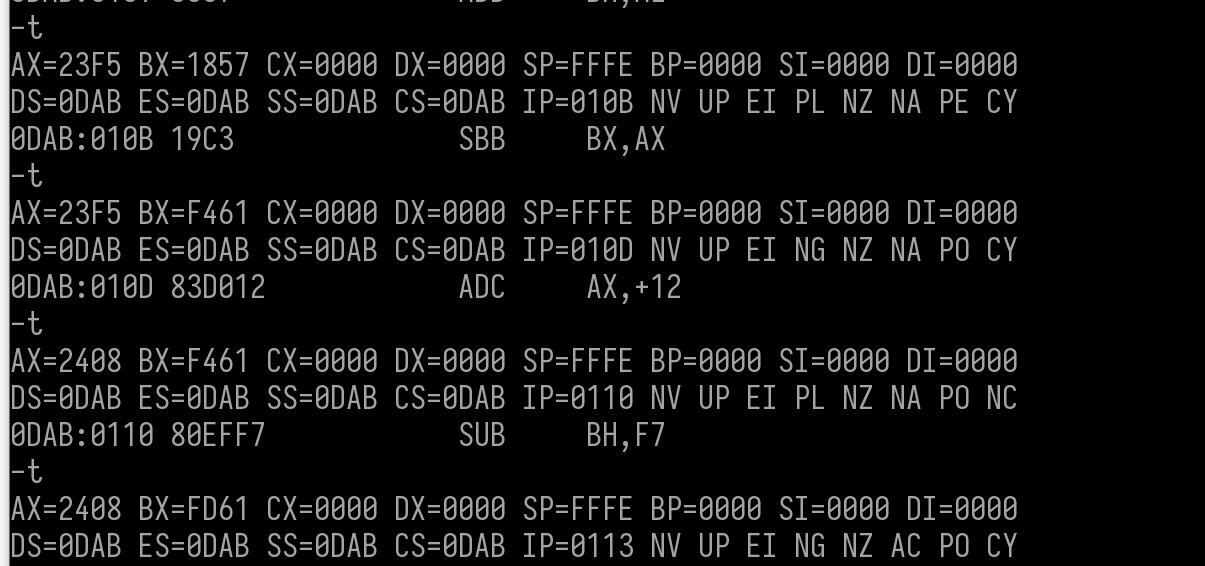 -t
AX=23F5 BX=1857 CX=0000 DX=0000 SP=FFFE BP=0000 SI=0000 DI=0000
DS=0DAB ES=0DAB SS=0DAB CS=0DAB IP=010B NV UP EI PL NZ NA PE CY
0DAB:010B 19C3 SBB BX,AX
-t
AX=23F5 BX=F461 CX=0000 DX=0000 SP=FFFE BP=0000 SI=0000 DI=0000
DS=0DAB ES=0DAB SS=0DAB CS=0DAB IP=010D NV UP EI NG NZ NA PO CY
0DAB:010D 83D012 ADC AX,+12
-t
AX=2408 BX=F461 CX=0000 DX=0000 SP=FFFE BP=0000 SI=0000 DI=0000
DS=0DAB ES=0DAB SS=0DAB CS=0DAB IP=0110 NV UP EI PL NZ NA PO NC
0DAB:0110 80EFF7 SUB BH,F7
-t
AX=2408 BX=FD61 CX=0000 DX=0000 SP=FFFE BP=0000 SI=0000 DI=0000
DS=0DAB ES=0DAB SS=0DAB CS=0DAB IP=0113 NV UP EI NG NZ AC PO CY